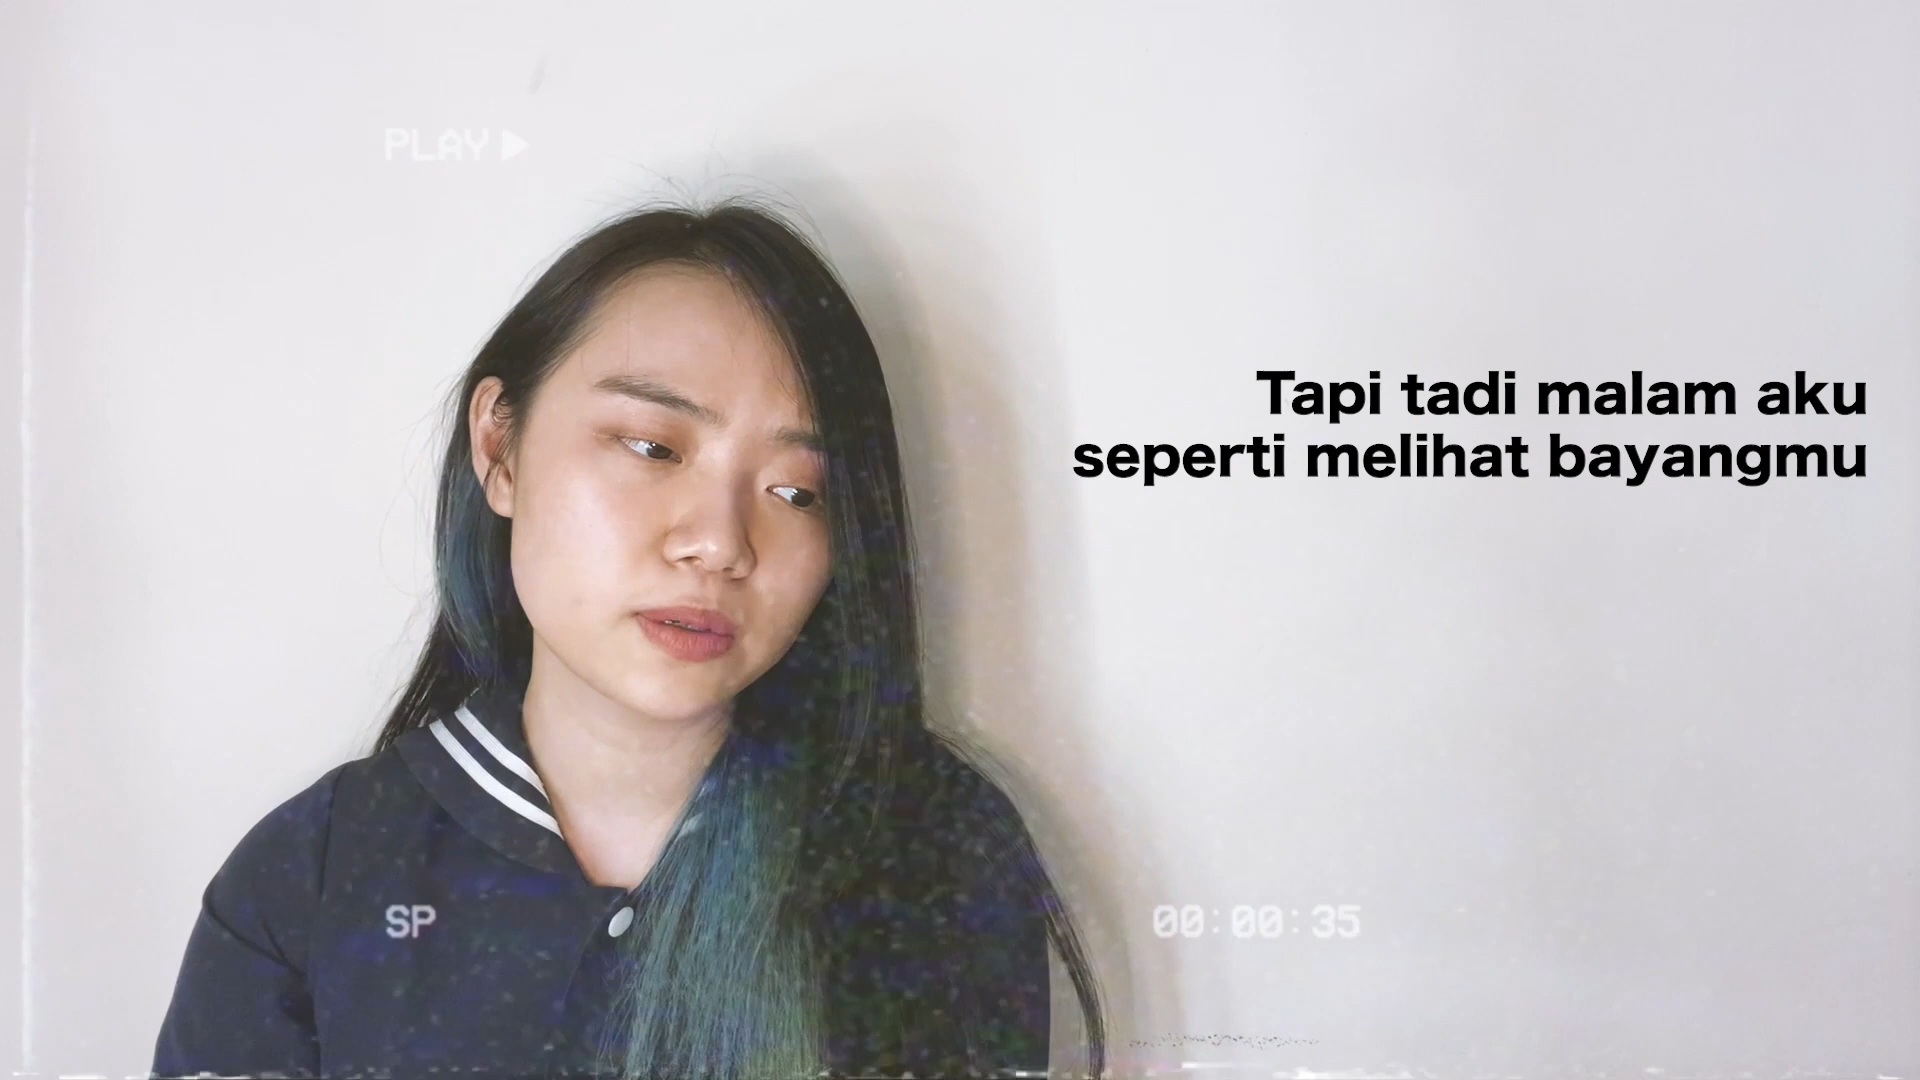 PLAY ▶
Tapi tadi malam aku
seperti melihat bayangmu
SP
00:00:35